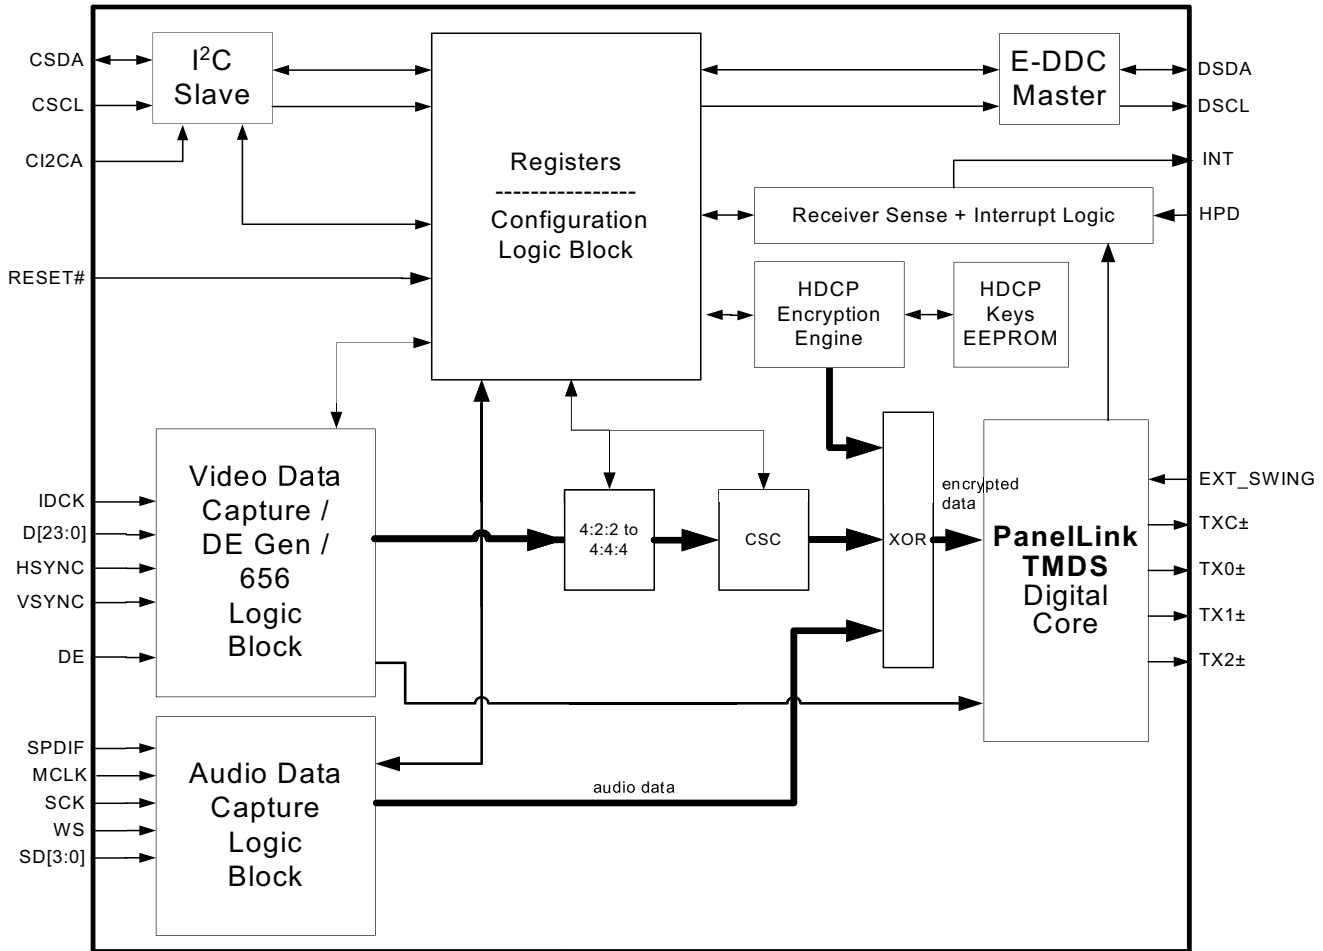 CSDA
CSCL
CI2CA
RESET#
I²C
Slave
Registers
----------------
Configuration
Logic Block
E-DDC
Master
DSDA
DSCL
INT
HPD
Receiver Sense + Interrupt Logic
HDCP
Encryption
Engine
HDCP
Keys
EEPROM
IDCK
D[23:0]
HSYNC
VSYNC
DE
Video Data
Capture /
DE Gen /
656
Logic
Block
4:2:2 to
4:4:4
CSC
XOR
encrypted
data
PanelLink
TMDS
Digital
Core
EXT_SWING
TXC±
TX0±
TX1±
TX2±
SPDIF
MCLK
SCK
WS
SD[3:0]
Audio Data
Capture
Logic
Block
audio data